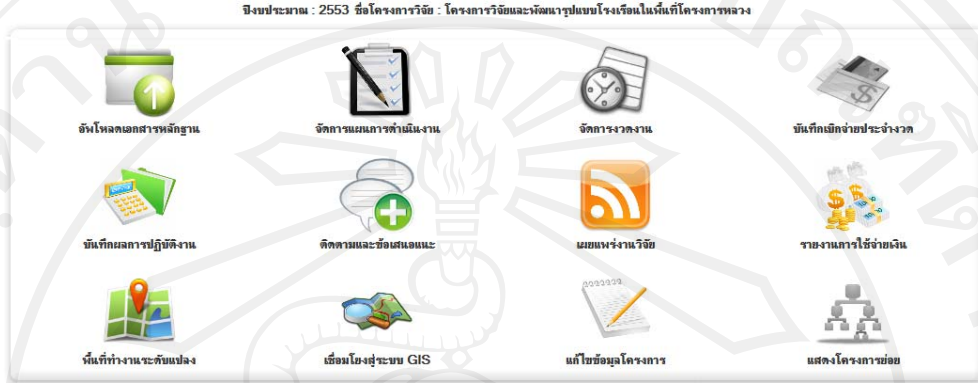 ปีงบประมาณ : 2553 ชื่อโครงการวิจัย : โครงการวิจัยและพัฒนารูปแบบโรงเรือนในพื้นที่โครงการหลวง
อัพโหลดเอกสารหลักฐาน
จัดการแผนการดำเนินงาน
จัดการงวดงาน
บันทึกเบิกจ่ายประจำงวด
บันทึกผลการปฏิบัติงาน
ติดตามและข้อเสนอแนะ
เผยแพร่งานวิจัย
รายงานการใช้จ่ายเงิน
พื้นที่ทำงานระดับแปลง
เชื่อมโยงสู่ระบบ GIS
แก้ไขข้อมูลโครงการ
แสดงโครงการย่อย